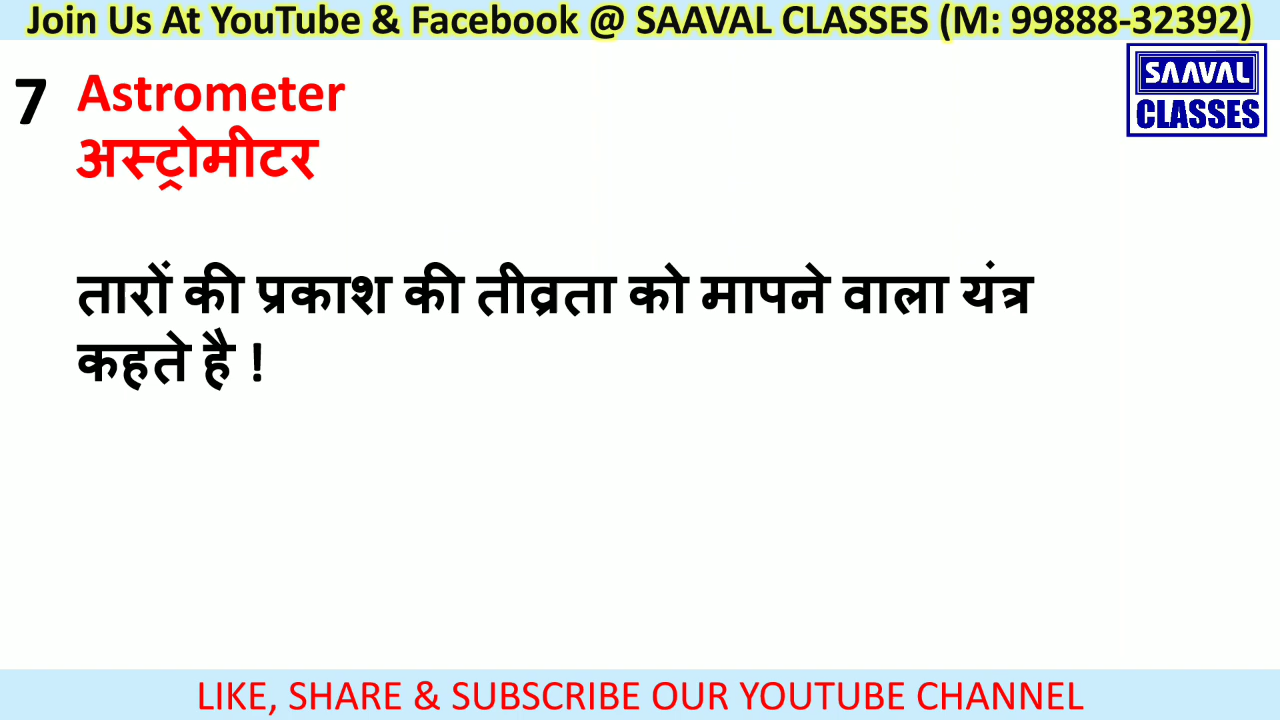 Join Us At YouTube & Facebook @ SAAVAL CLASSES (M: 99888-32392)
SAAVAL
CLASSES
7 Astrometer
अस्ट्रोमीटर
तारों की प्रकाश की तीव्रता को मापने वाला यंत्र
कहते है !
LIKE, SHARE & SUBSCRIBE OUR YOUTUBE CHANNEL